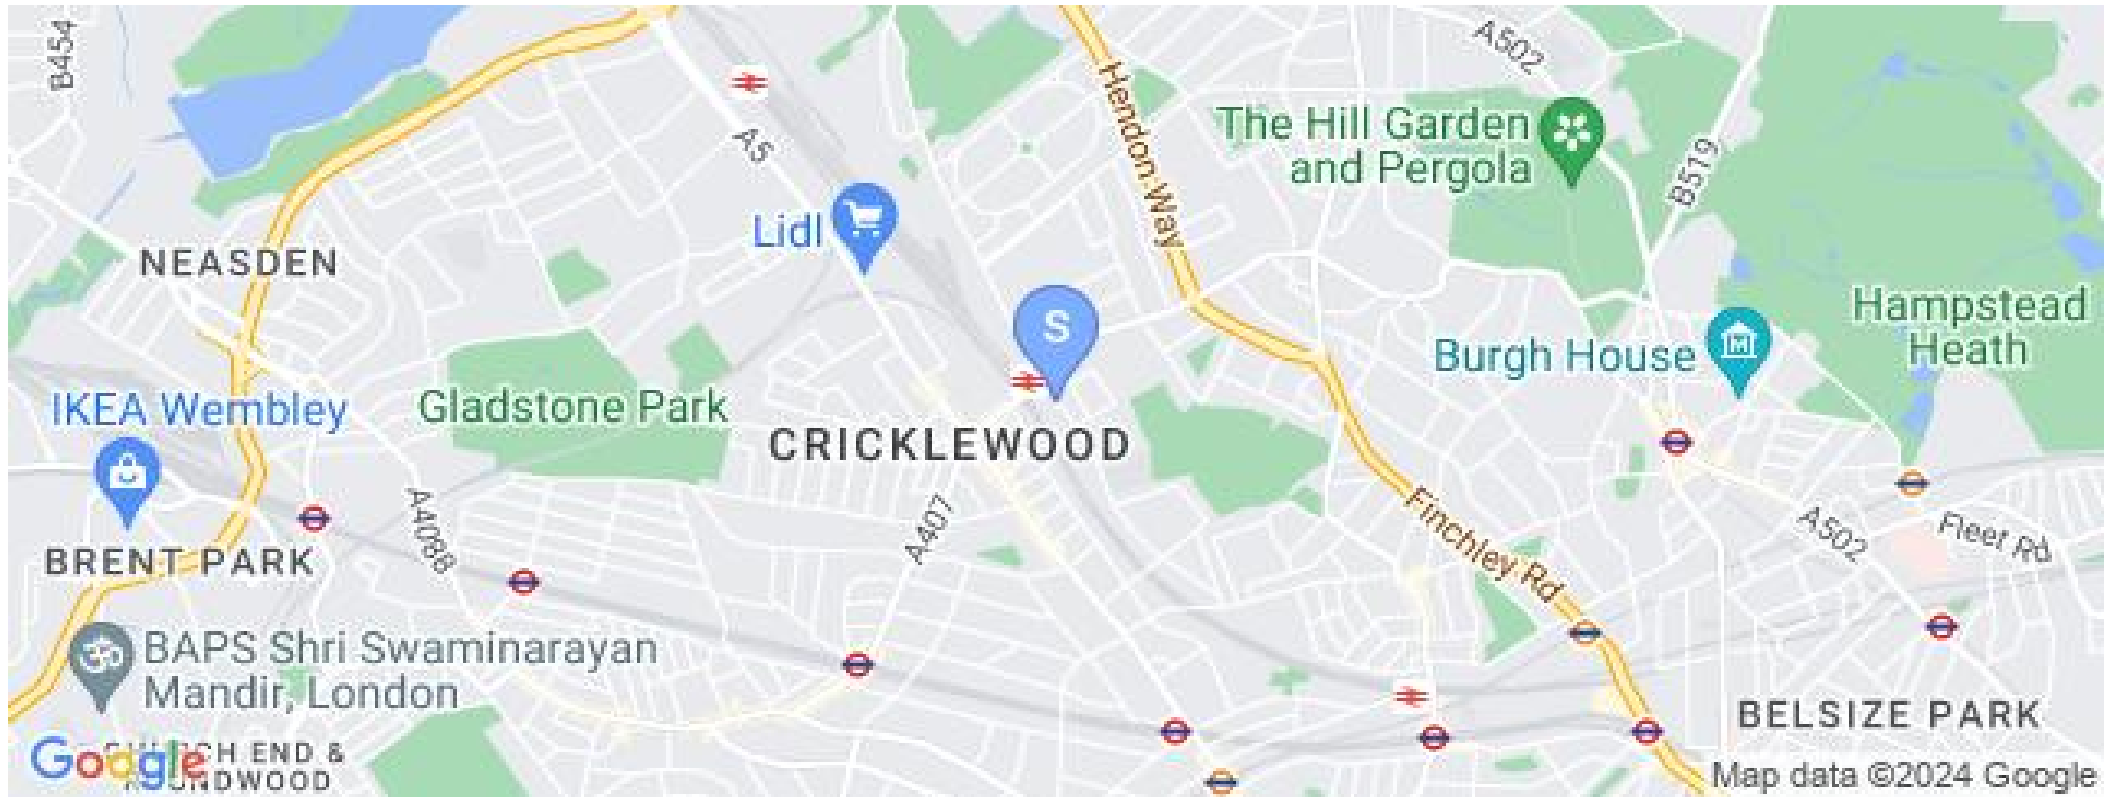 B454
A502
Hendon Way
The Hill Garden
and Pergola
A5
B519
Lidl
NEASDEN
S
Hampstead
Heath
Burgh House
IKEA Wembley
Gladstone Park
CRICKLEWOOD
A4088
A407
Finchley Rd
A502
Fleet Rd
BRENT PARK
BAPS Shri Swaminarayan
Mandir, London
BELSIZE PARK
Google
END &
Map data ©2024 Google